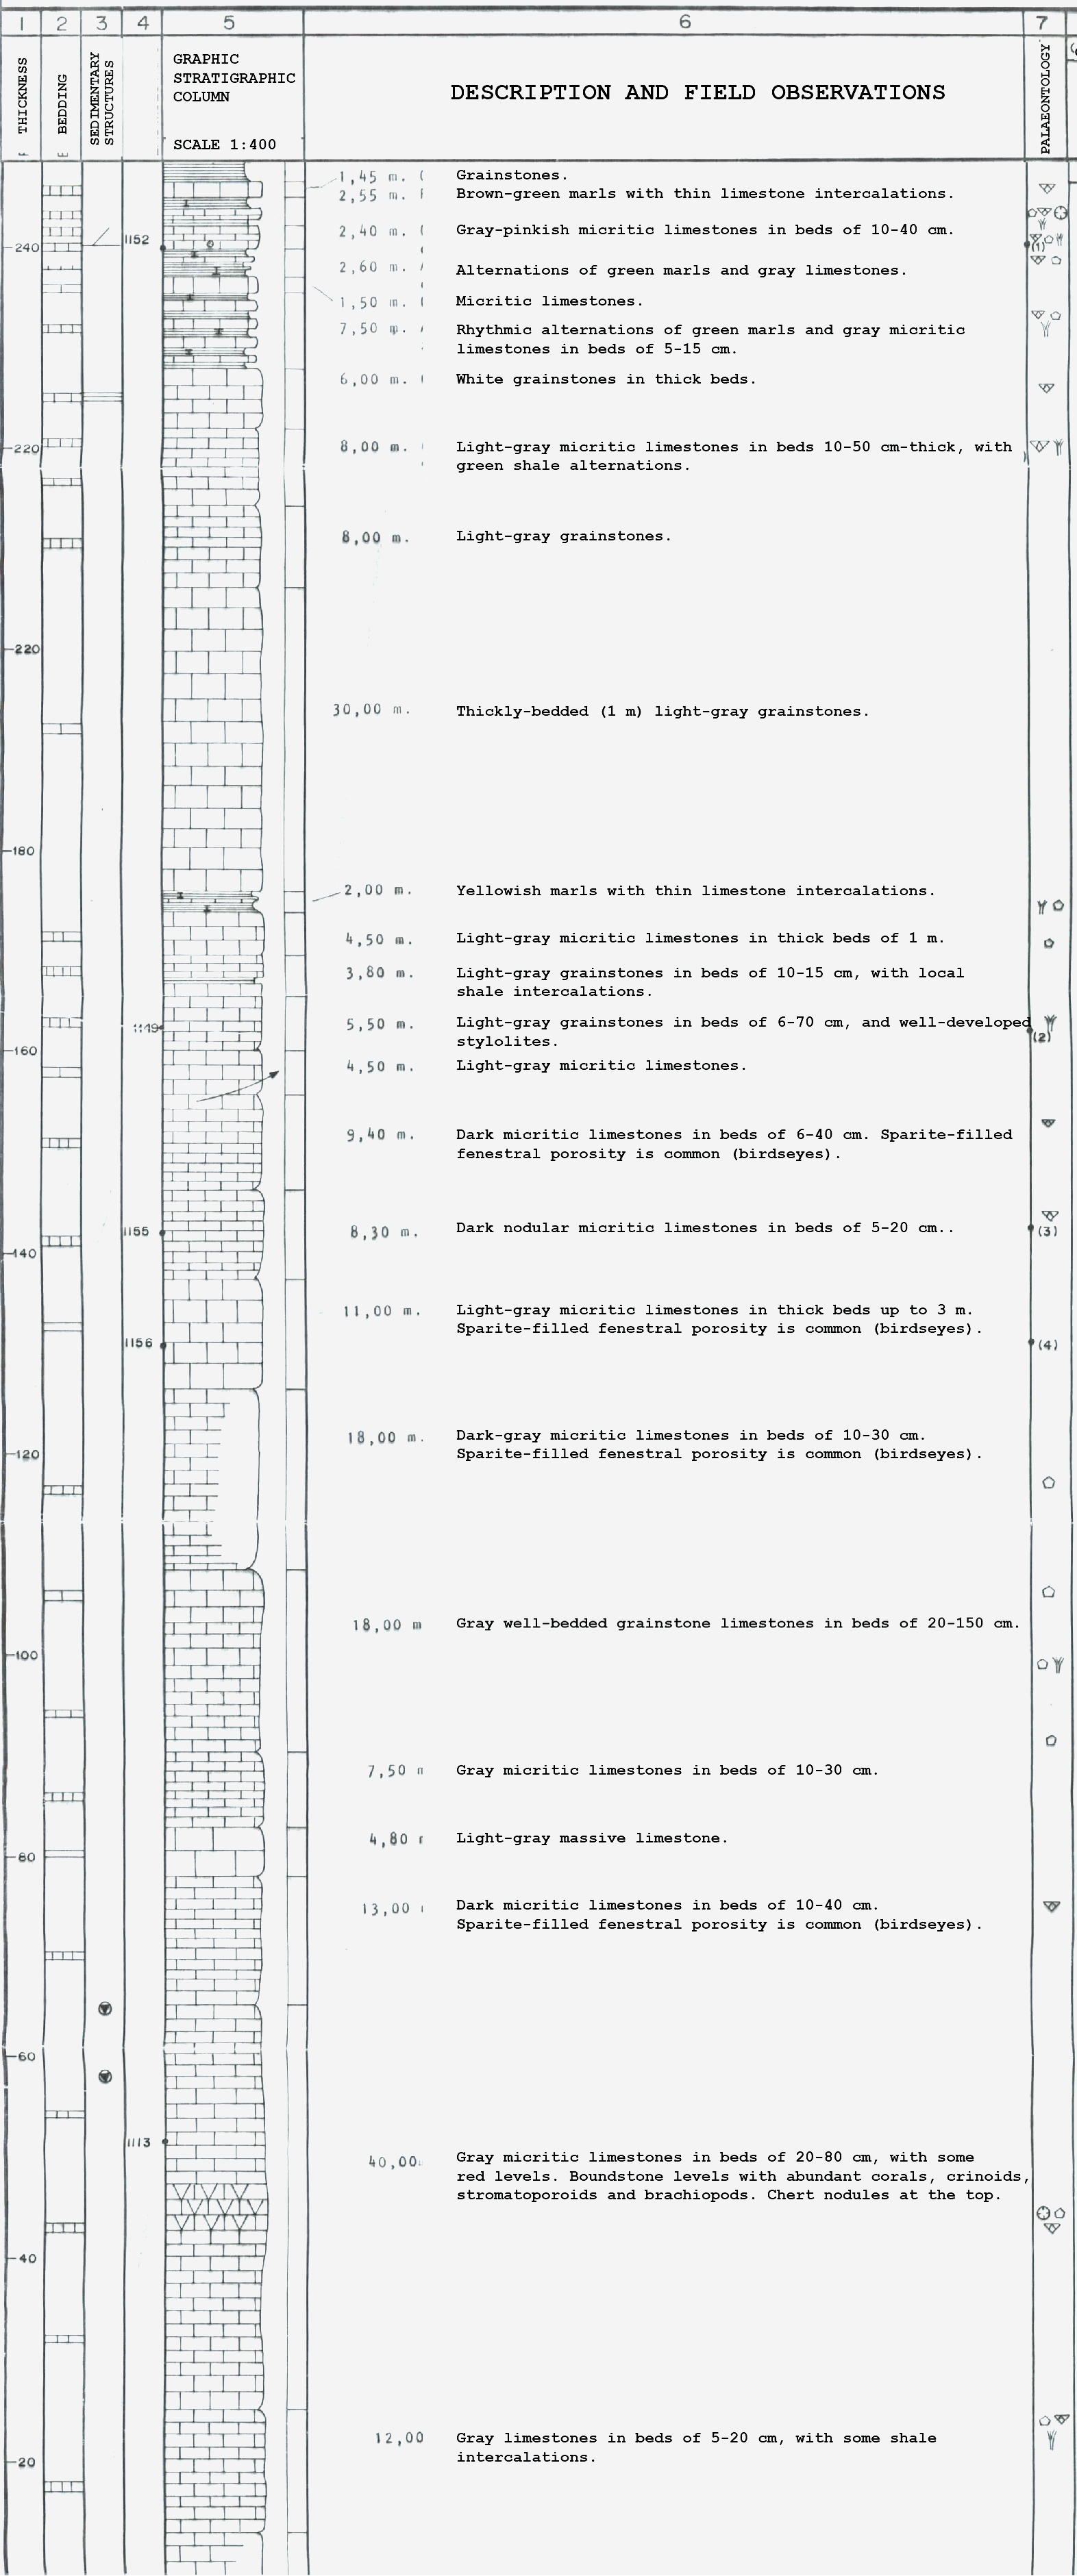 1 2 3 4 5 6 7
THICKNESS
BEDDING
SEDIMENTARY
STRUCTURES
GRAPHIC
STRATIGRAPHIC
COLUMN
SCALE 1:400
DESCRIPTION AND FIELD OBSERVATIONS
PALAEONTOLOGY
1,45 m. Grainstones.
2,55 m. Brown-green marls with thin limestone intercalations.
2,40 m. Gray-pinkish micritic limestones in beds of 10-40 cm.
1152
240
(1)
2,60 m. Alternations of green marls and gray limestones.
1,50 m. Micritic limestones.
7,50 m. Rhythmic alternations of green marls and gray micritic
limestones in beds of 5-15 cm.
6,00 m. White grainstones in thick beds.
220
8,00 m. Light-gray micritic limestones in beds 10-50 cm-thick, with
green shale alternations.
8,00 m. Light-gray grainstones.
220
30,00 m. Thickly-bedded (1 m) light-gray grainstones.
180
2,00 m. Yellowish marls with thin limestone intercalations.
4,50 m. Light-gray micritic limestones in thick beds of 1 m.
3,80 m. Light-gray grainstones in beds of 10-15 cm, with local
shale intercalations.
1149
5,50 m. Light-gray grainstones in beds of 6-70 cm, and well-developed
stylolites.
(2)
160
4,50 m. Light-gray micritic limestones.
9,40 m. Dark micritic limestones in beds of 6-40 cm. Sparite-filled
fenestral porosity is common (birdseyes).
1155
8,30 m. Dark nodular micritic limestones in beds of 5-20 cm..
(3)
140
11,00 m. Light-gray micritic limestones in thick beds up to 3 m.
Sparite-filled fenestral porosity is common (birdseyes).
1156
(4)
18,00 m. Dark-gray micritic limestones in beds of 10-30 cm.
Sparite-filled fenestral porosity is common (birdseyes).
120
18,00 m Gray well-bedded grainstone limestones in beds of 20-150 cm.
100
7,50 Gray micritic limestones in beds of 10-30 cm.
4,80 Light-gray massive limestone.
80
13,00 Dark micritic limestones in beds of 10-40 cm.
Sparite-filled fenestral porosity is common (birdseyes).
60
1113
40,00 Gray micritic limestones in beds of 20-80 cm, with some
red levels. Boundstone levels with abundant corals, crinoids,
stromatoporoids and brachiopods. Chert nodules at the top.
40
12,00 Gray limestones in beds of 5-20 cm, with some shale
intercalations.
20